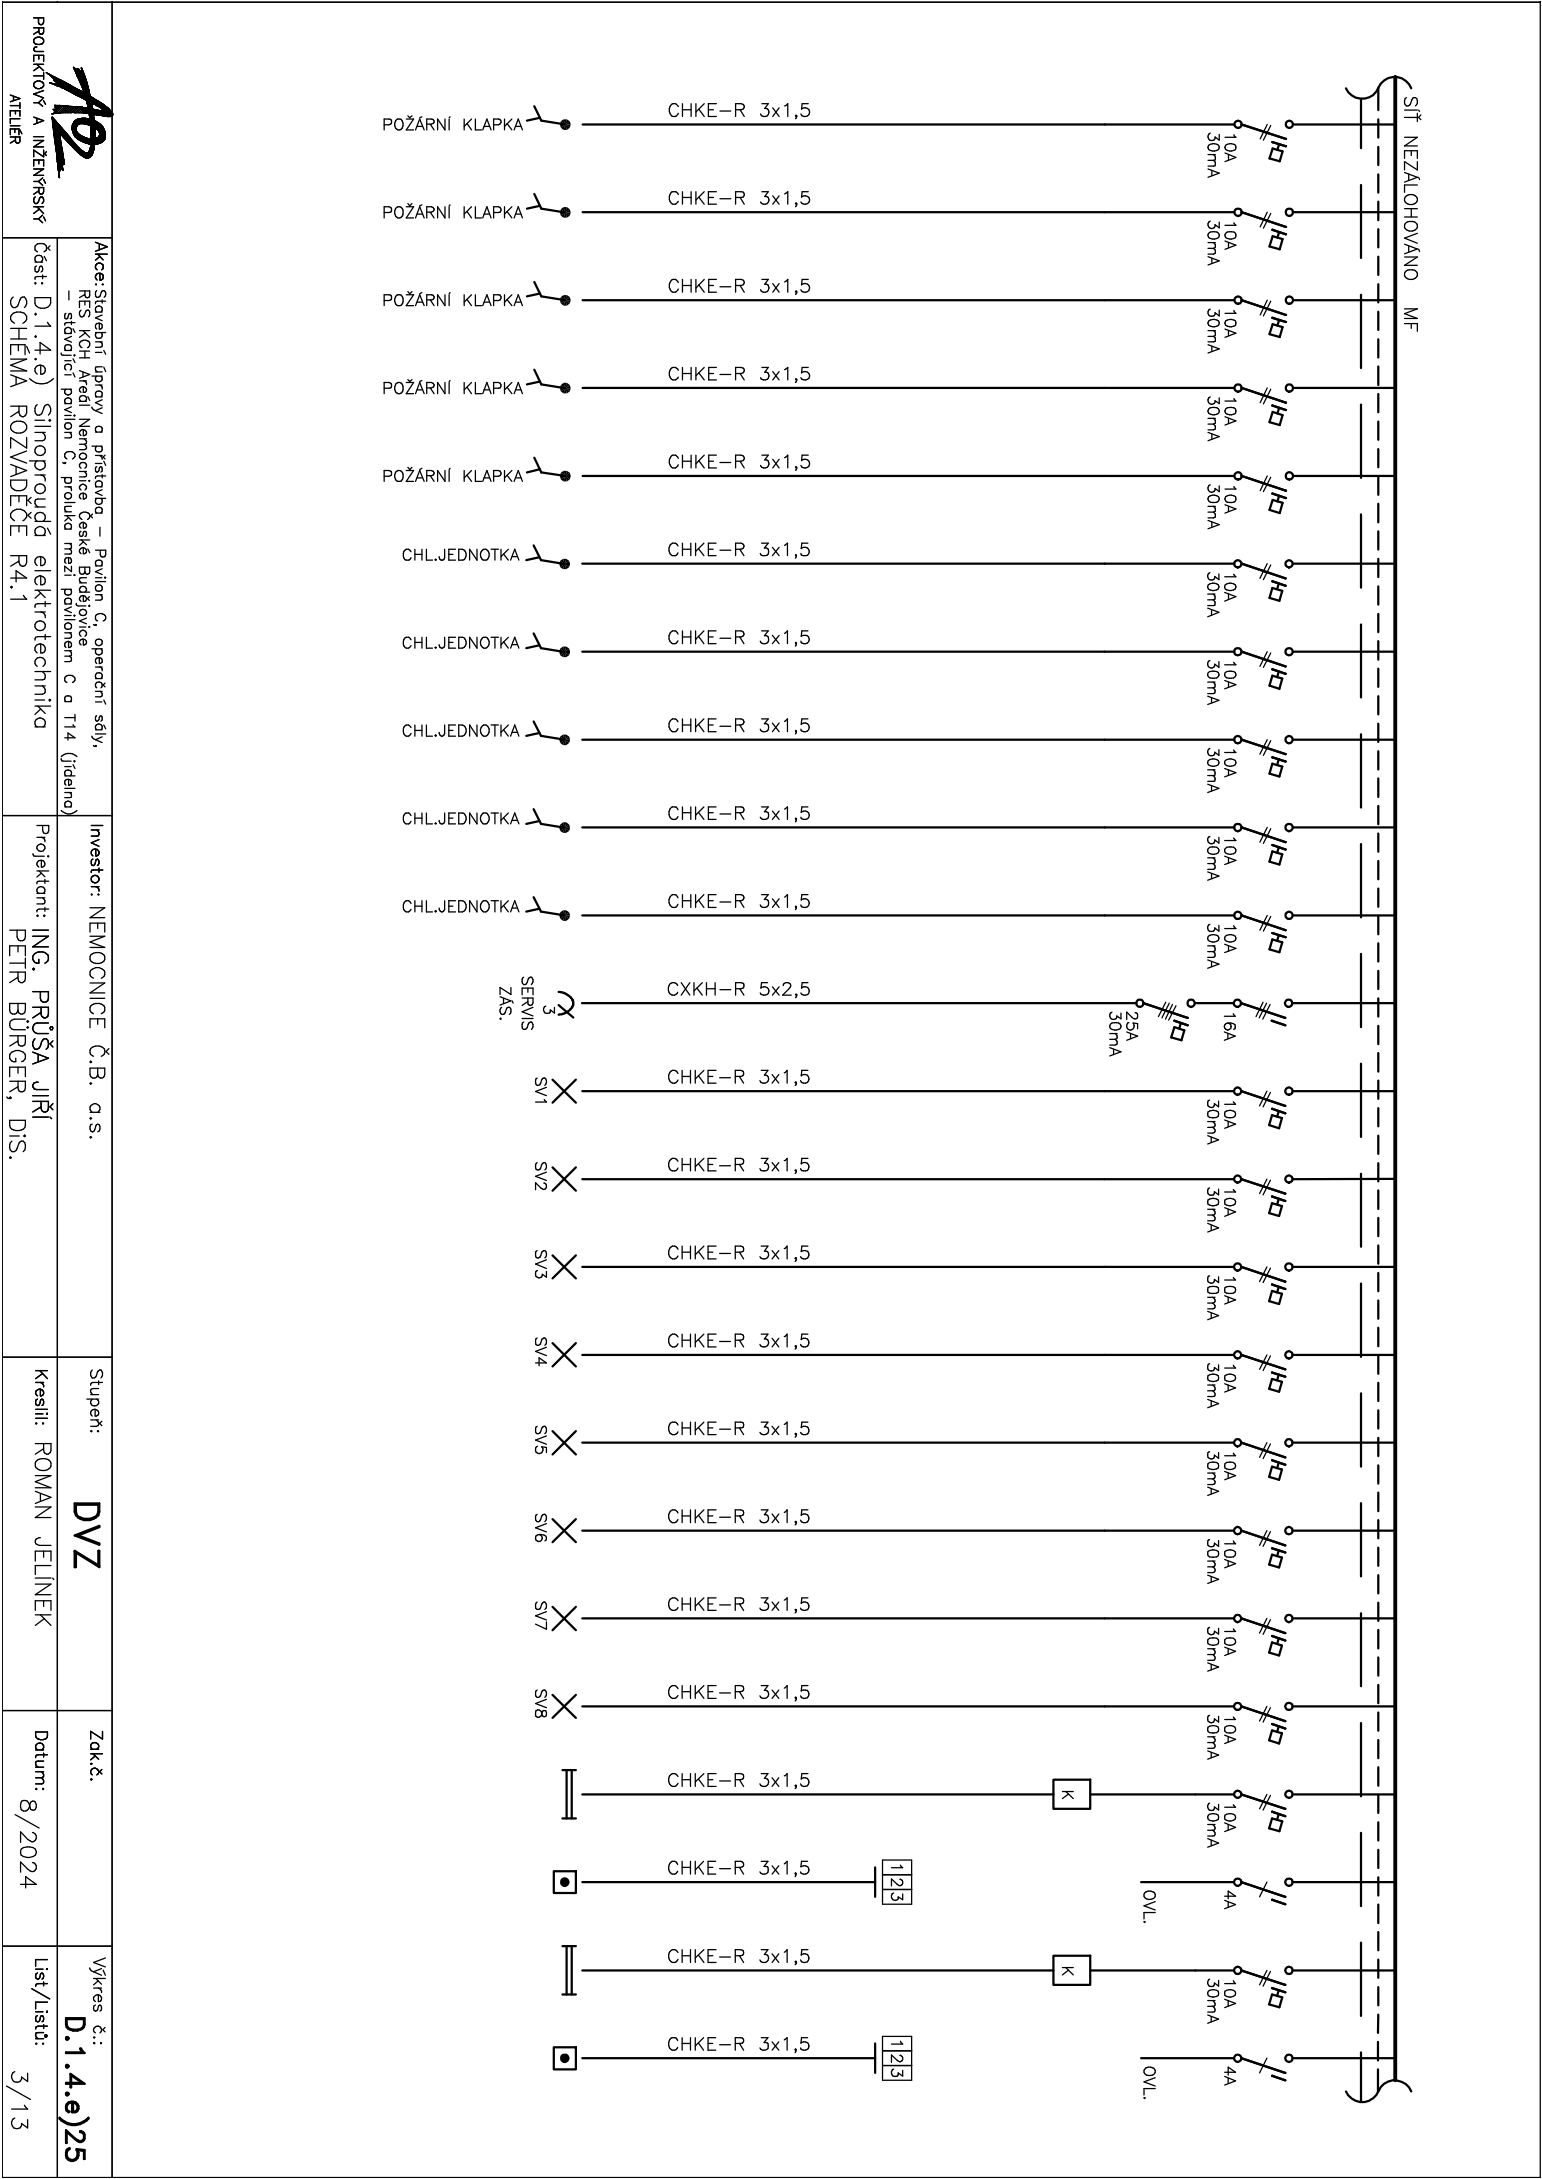 SÍŤ NEZÁLOHOVÁNO MF
POŽÁRNÍ KLAPKA
CHKE-R 3x1,5
10A
30mA
POŽÁRNÍ KLAPKA
CHKE-R 3x1,5
10A
30mA
POŽÁRNÍ KLAPKA
CHKE-R 3x1,5
10A
30mA
POŽÁRNÍ KLAPKA
CHKE-R 3x1,5
10A
30mA
POŽÁRNÍ KLAPKA
CHKE-R 3x1,5
10A
30mA
CHL.JEDNOTKA
CHKE-R 3x1,5
10A
30mA
CHL.JEDNOTKA
CHKE-R 3x1,5
10A
30mA
CHL.JEDNOTKA
CHKE-R 3x1,5
10A
30mA
CHL.JEDNOTKA
CHKE-R 3x1,5
10A
30mA
CHL.JEDNOTKA
CHKE-R 3x1,5
10A
30mA
3
SERVIS
ZÁS.
CXKH-R 5x2,5
25A
30mA
16A
SV1
CHKE-R 3x1,5
10A
30mA
SV2
CHKE-R 3x1,5
10A
30mA
SV3
CHKE-R 3x1,5
10A
30mA
SV4
CHKE-R 3x1,5
10A
30mA
SV5
CHKE-R 3x1,5
10A
30mA
SV6
CHKE-R 3x1,5
10A
30mA
SV7
CHKE-R 3x1,5
10A
30mA
SV8
CHKE-R 3x1,5
10A
30mA
CHKE-R 3x1,5
K
10A
30mA
CHKE-R 3x1,5
1 2 3
OVL.
4A
CHKE-R 3x1,5
K
10A
30mA
CHKE-R 3x1,5
1 2 3
OVL.
4A
A02
PROJEKTOVÝ A INŽENÝRSKÝ
ATELIÉR
Akce: Stavební úpravy a přístavba - Pavilon C, operační sály,
RES KCH Areál Nemocnice České Budějovice
- stávající pavilon C, proluka mezi pavilonem C a T14 (jídelna)
Část: D.1.4.e) Silnoproudá elektrotechnika
SCHÉMA ROZVADĚČE R4.1
Investor: NEMOCNICE Č.B. a.s.
Projektant: ING. PRŮŠA JIŘÍ
PETR BÜRGER, DiS.
Stupeň: DVZ
Kreslil: ROMAN JELÍNEK
Zak.č.
Datum: 8/2024
Výkres č.: D.1.4.e)25
List/Listů: 3/13